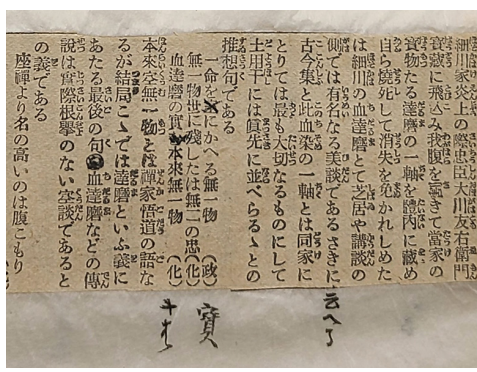 細川家炎上の際忠臣大川友右衛門
寶藏に飛込み我腹を割きて當家の
寳物たる達磨の一軸を體内に藏め
自ら燒死して消失を免かれしめた
は細川の血達磨とて芝居や講談の
側では有名なる美談であるさきに
云へる
古今集と此血染の一軸とは同家に
とりては最も大切なるものにして
土用干には眞先に並べらるゝとの
推想句である
一命をにかへる無一物 (政)
寶
無一物世に殘したは無二の忠 (化)
血達磨の實本來無一物 (化)
本來空無一物とは禪家悟道の語な
るが結局こゝでは達磨といふ義に
あたる最後の句血達磨などの傳
說は實際根據のない空談であると
の義である
座禪より名の高いのは腹こもり